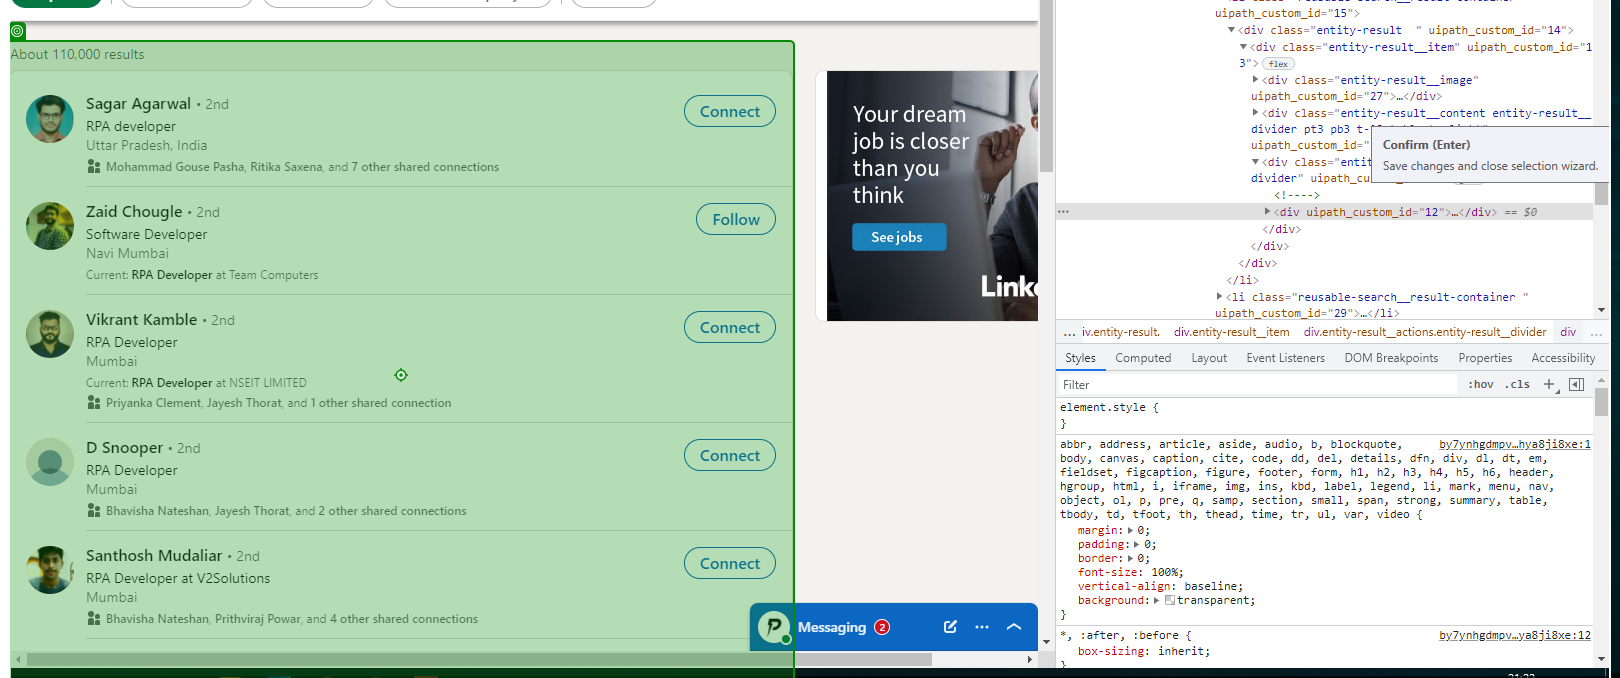 About 110,000 results
Sagar Agarwal • 2nd
Connect
RPA developer
Uttar Pradesh, India
Mohammad Gouse Pasha, Ritika Saxena, and 7 other shared connections
Zaid Chougle • 2nd
Follow
Software Developer
Navi Mumbai
Current: RPA Developer at Team Computers
Vikrant Kamble • 2nd
Connect
RPA Developer
Mumbai
Current: RPA Developer at NSEIT LIMITED
Priyanka Clement, Jayesh Thorat, and 1 other shared connection
D Snooper • 2nd
Connect
RPA Developer
Mumbai
Bhavisha Nateshan, Jayesh Thorat, and 2 other shared connections
Santhosh Mudaliar • 2nd
Connect
RPA Developer at V2Solutions
Mumbai
Bhavisha Nateshan, Prithviraj Powar, and 4 other shared connections
Your dream
job is closer
than you
think
See jobs
Linke
P Messaging 2
uipath_custom_id="15">
<div class="entity-result  " uipath_custom_id="14">
<div class="entity-result__item" uipath_custom_id="1
3"> flex
<div class="entity-result__image"
uipath_custom_id="27">…</div>
<div class="entity-result__content entity-result__
divider pt3 pb3 t-
uipath_custom_id="
<div class="entit
divider" uipath_cu
Confirm (Enter)
Save changes and close selection wizard.
<!---->
… <div uipath_custom_id="12">…</div> == $0
</div>
</div>
</div>
</li>
<li class="reusable-search__result-container "
uipath_custom_id="29">…</li>
… iv.entity-result. div.entity-result__item div.entity-result__actions.entity-result__divider div …
Styles Computed Layout Event Listeners DOM Breakpoints Properties Accessibility
Filter :hov .cls +
element.style {
}
abbr, address, article, aside, audio, b, blockquote, by7ynhgdmpv…hya8ji8xe:1
body, canvas, caption, cite, code, dd, del, details, dfn, div, dl, dt, em,
fieldset, figcaption, figure, footer, form, h1, h2, h3, h4, h5, h6, header,
hgroup, html, i, iframe, img, ins, kbd, label, legend, li, mark, menu, nav,
object, ol, p, pre, q, samp, section, small, span, strong, summary, table,
tbody, td, tfoot, th, thead, time, tr, ul, var, video {
margin: 0;
padding: 0;
border: 0;
font-size: 100%;
vertical-align: baseline;
background: transparent;
}
*, :after, :before { by7ynhgdmpv…ya8ji8xe:12
box-sizing: inherit;
}